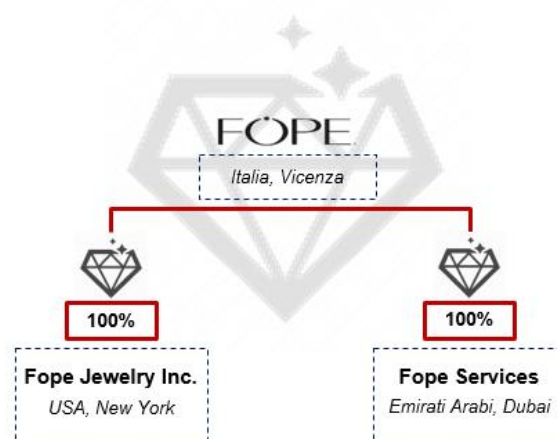 FOPE
Italia, Vicenza
100%
100%
Fope Jewelry Inc.
USA, New York
Fope Services
Emirati Arabi, Dubai